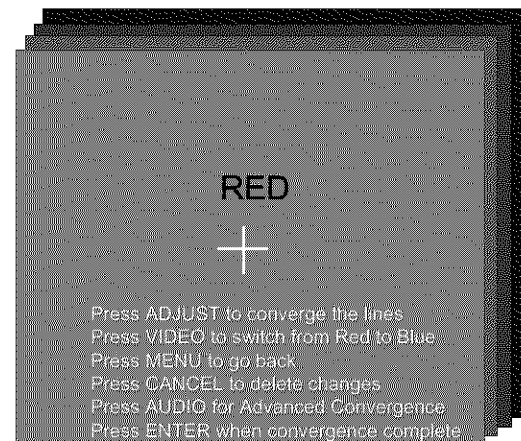 RED
Press ADJUST to converge the lines
Press VIDEO to switch from Red to Blue
Press MENU to go back
Press CANCEL to delete changes
Press AUDIO for Advanced Convergence
Press ENTER when convergence complete